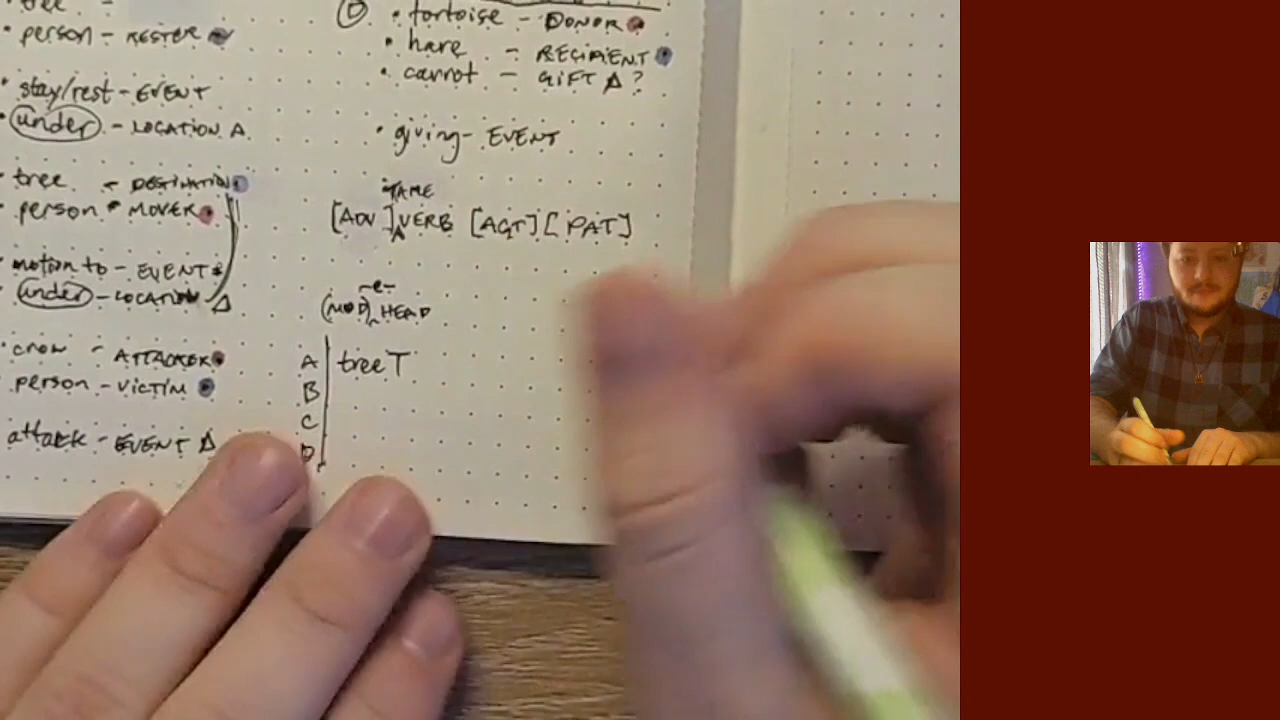 tree -
• person - RESTER
• stay/rest - EVENT
• under - LOCATION Δ
• tree - DESTINATION
• person - MOVER
• motion to - EVENT
• under - LOCATION Δ
• crow - ATTACKER
• person - VICTIM
attack - EVENT Δ
D • tortoise - DONOR
• hare - RECIPIENT
• carrot - GIFT Δ ?
• giving - EVENT
TAME
[ADV] VERB [AGT] [PAT]
-e-
(MOD) HEAD
A tree T
B
C
D